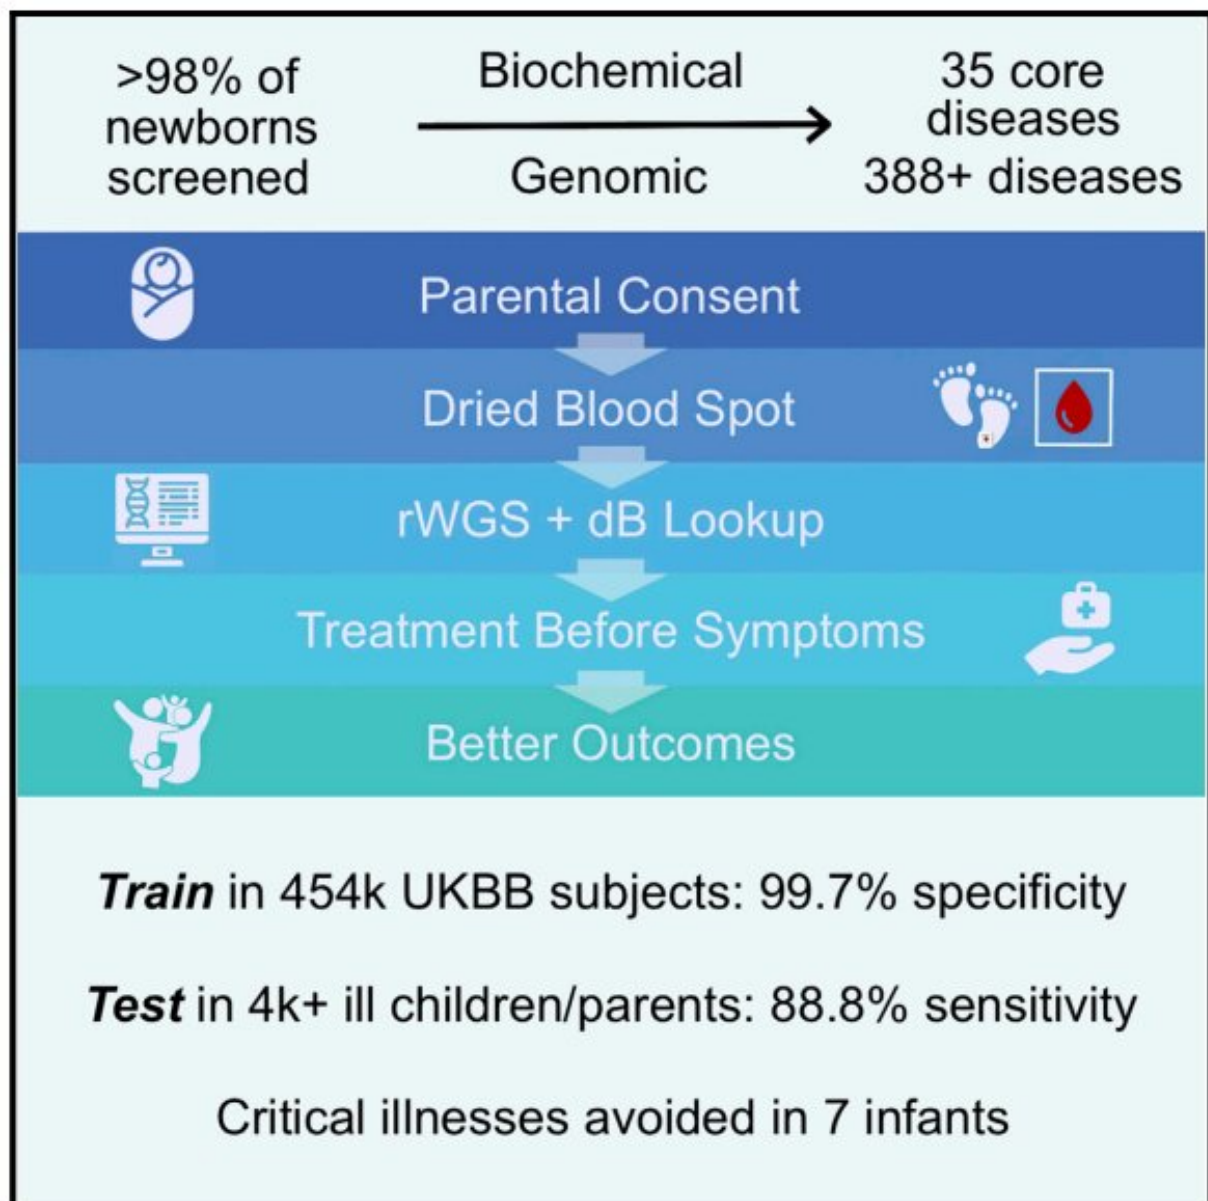 >98% of
newborns
screened
Biochemical
Genomic
35 core
diseases
388+ diseases
Parental Consent
Dried Blood Spot
rWGS + dB Lookup
Treatment Before Symptoms
Better Outcomes
Train in 454k UKBB subjects: 99.7% specificity
Test in 4k+ ill children/parents: 88.8% sensitivity
Critical illnesses avoided in 7 infants